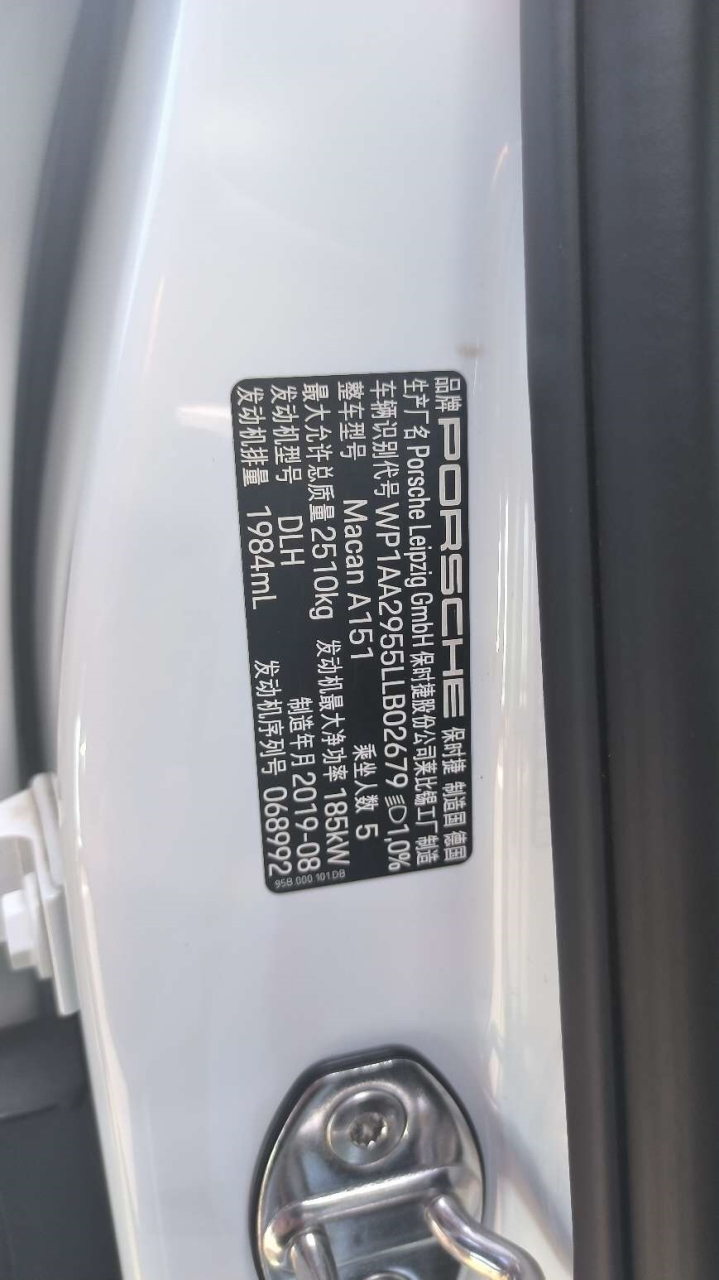 品牌 PORSCHE 保时捷 制造国 德国
生产厂名 Porsche Leipzig GmbH 保时捷股份公司莱比锡工厂 制造
车辆识别代号 WP1AA2955LLB02679 1,0%
整车型号 Macan A151 乘坐人数 5
最大允许总质量 2510kg 发动机最大净功率 185kW
发动机型号 DLH 制造年月 2019-08
发动机排量 1984mL 发动机序列号 068992
95B 000 101 DB